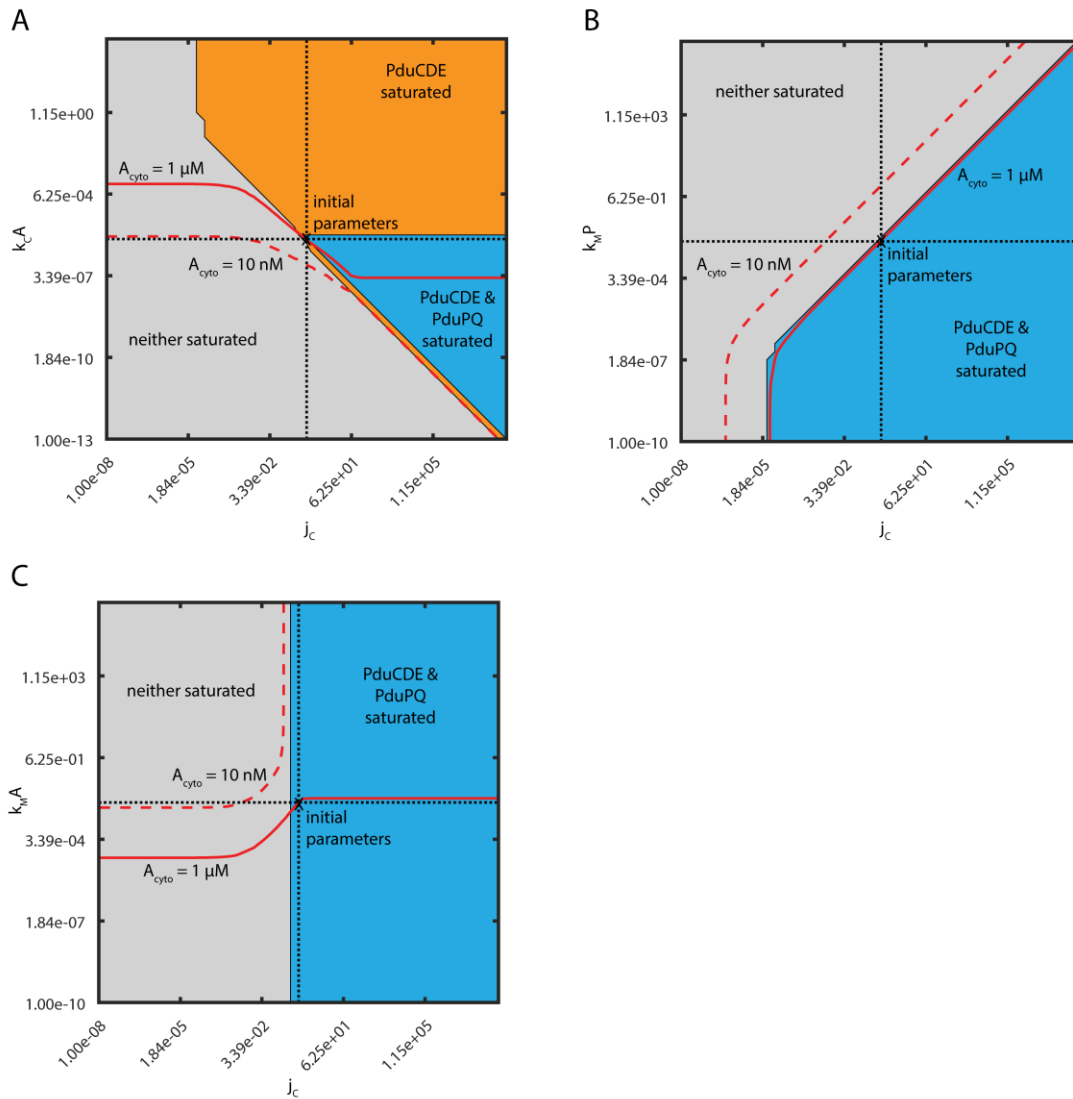 A
PduCDE
saturated
1.15e+00
A_cyto = 1 μM
6.25e-04
initial
parameters
k_CA
A_cyto = 10 nM
3.39e-07
PduCDE &
PduPQ
saturated
neither saturated
1.84e-10
1.00e-13
1.00e-08
1.84e-05
3.39e-02
6.25e+01
1.15e+05
j_C
B
neither saturated
1.15e+03
A_cyto = 1 μM
6.25e-01
k_MP
initial
parameters
A_cyto = 10 nM
3.39e-04
PduCDE &
PduPQ
saturated
1.84e-07
1.00e-10
1.00e-08
1.84e-05
3.39e-02
6.25e+01
1.15e+05
j_C
C
neither saturated
PduCDE &
PduPQ
saturated
1.15e+03
6.25e-01
A_cyto = 10 nM
k_MA
initial
parameters
3.39e-04
A_cyto = 1 μM
1.84e-07
1.00e-10
1.00e-08
1.84e-05
3.39e-02
6.25e+01
1.15e+05
j_C